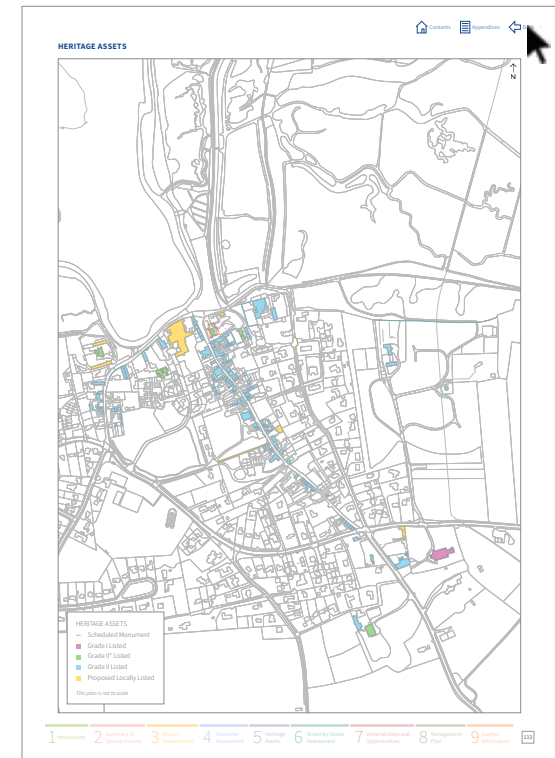 Contents
Appendices
HERITAGE ASSETS
N
HERITAGE ASSETS
Scheduled Monument
Grade I Listed
Grade II* Listed
Grade II Listed
Proposed Locally Listed
This plan is not to scale
1 Introduction
2 Summary of
Special Interest
3 Historic
Development
4 Character
Assessment
5 Heritage
Assets
6 Street by Street
Assessment
7 Vulnerabilities and
Opportunities
8 Management
Plan
9 Further
Information
133